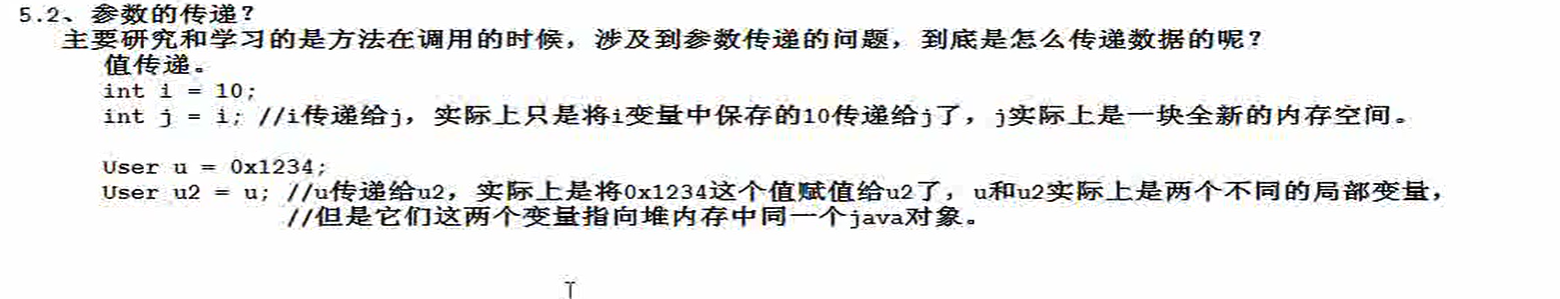 5.2、参数的传递？
主要研究和学习的是方法在调用的时候，涉及到参数传递的问题，到底是怎么传递数据的呢？
值传递。
int i = 10;
int j = i; //i传递给j，实际上只是将i变量中保存的10传递给j了，j实际上是一块全新的内存空间。
User u = 0x1234;
User u2 = u; //u传递给u2，实际上是将0x1234这个值赋值给u2了，u和u2实际上是两个不同的局部变量，
//但是它们这两个变量指向堆内存中同一个java对象。